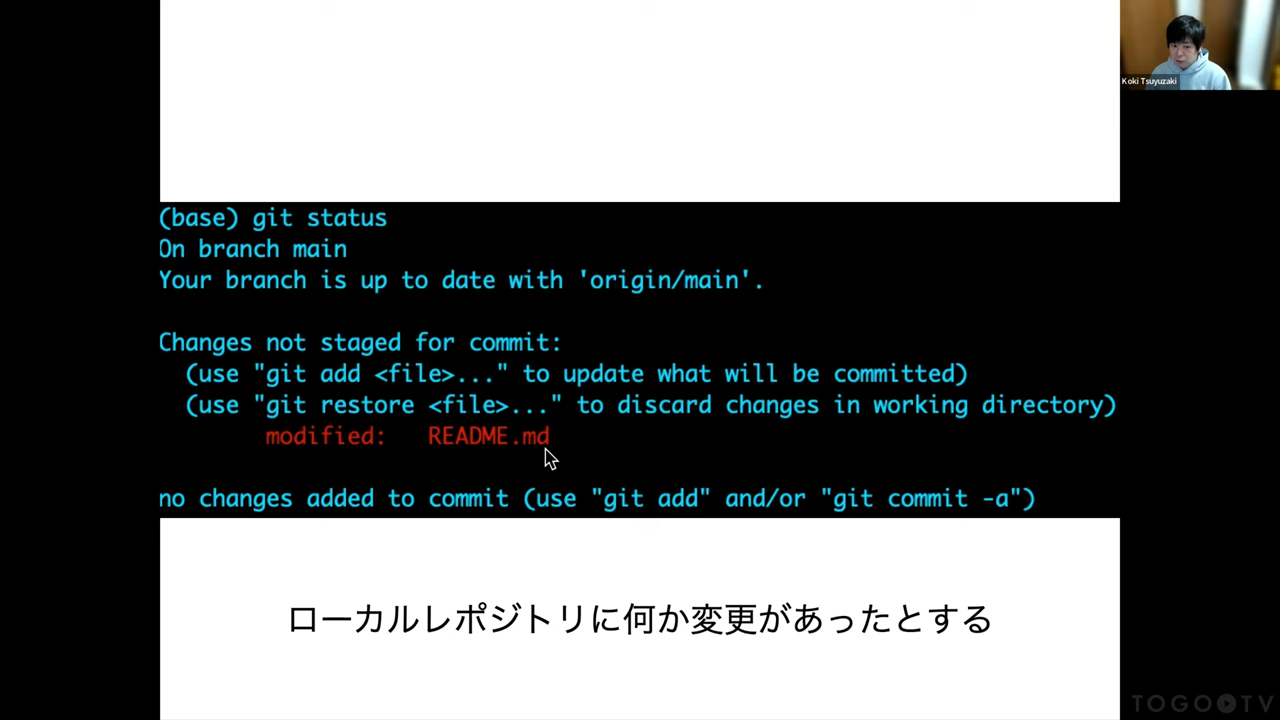 Koki Tsuyuzaki
(base) git status
On branch main
Your branch is up to date with 'origin/main'.
Changes not staged for commit:
(use "git add <file>..." to update what will be committed)
(use "git restore <file>..." to discard changes in working directory)
modified: README.md
no changes added to commit (use "git add" and/or "git commit -a")
ローカルレポジトリに何か変更があったとする
TOGO TV